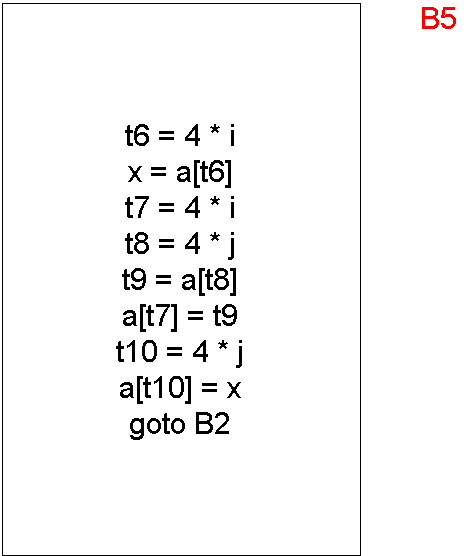 B5
t6 = 4 * i
x = a[t6]
t7 = 4 * i
t8 = 4 * j
t9 = a[t8]
a[t7] = t9
t10 = 4 * j
a[t10] = x
goto B2